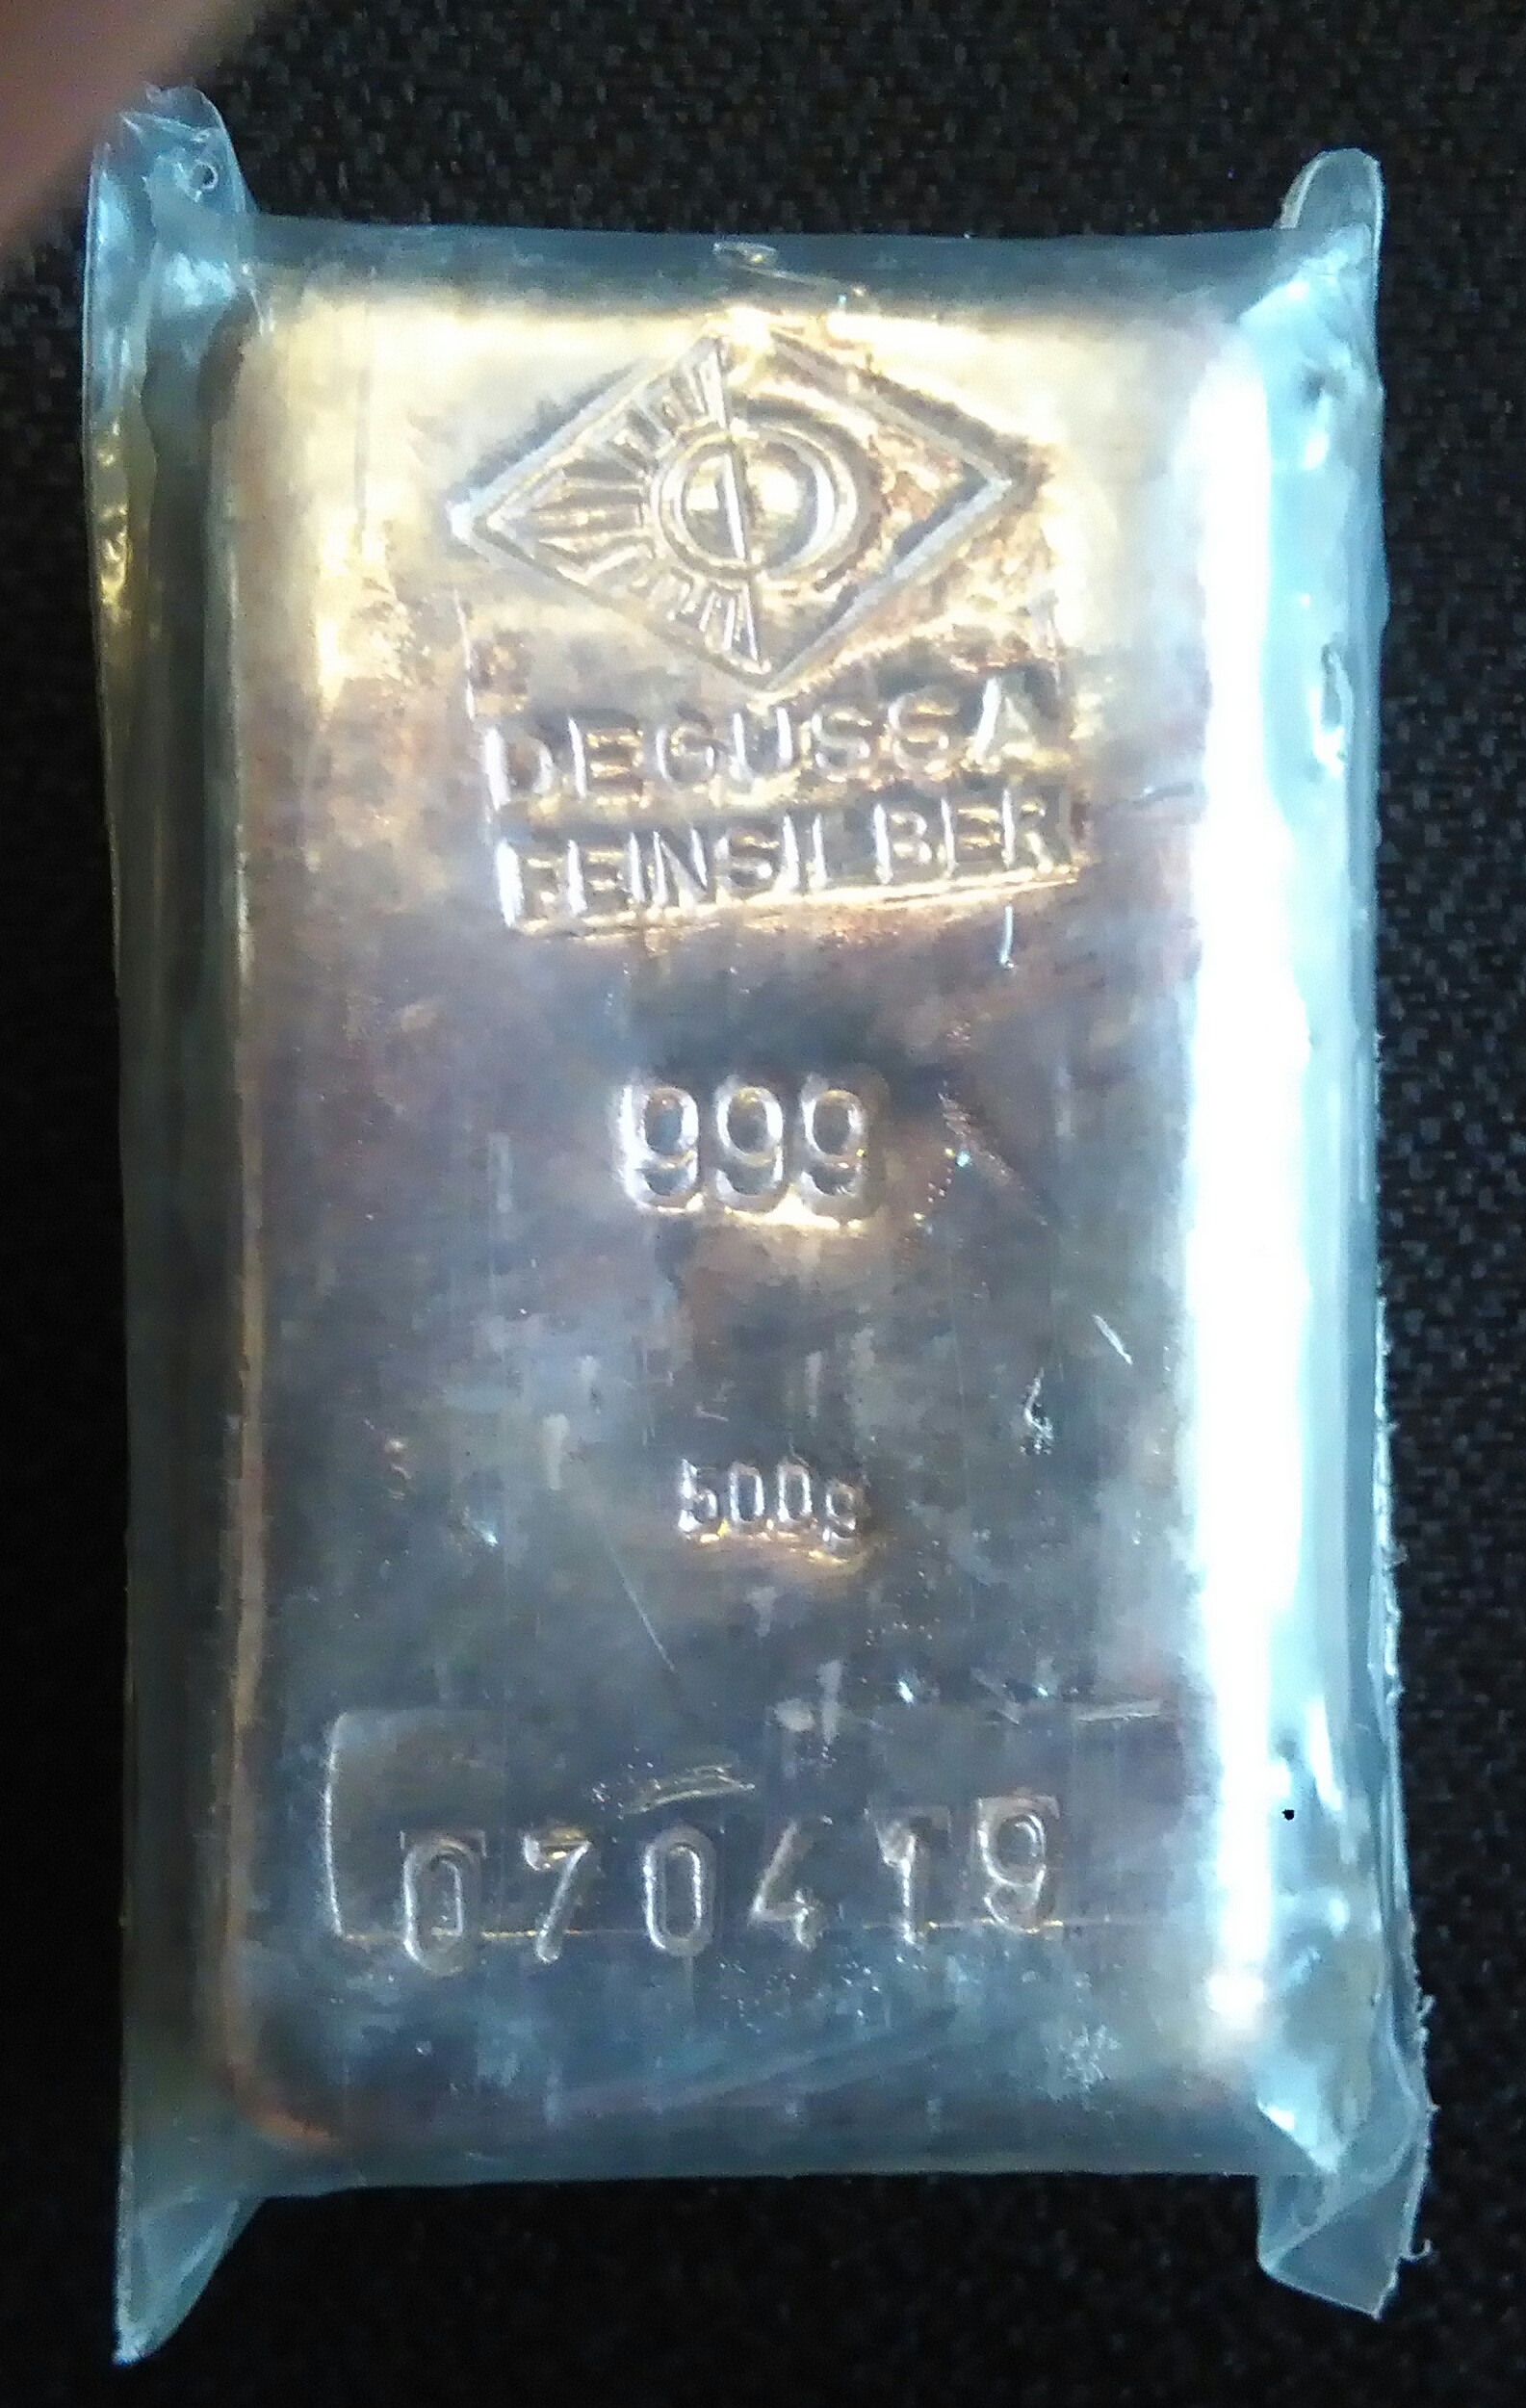 DEGUSSA
FEINSILBER
999
500g
070419